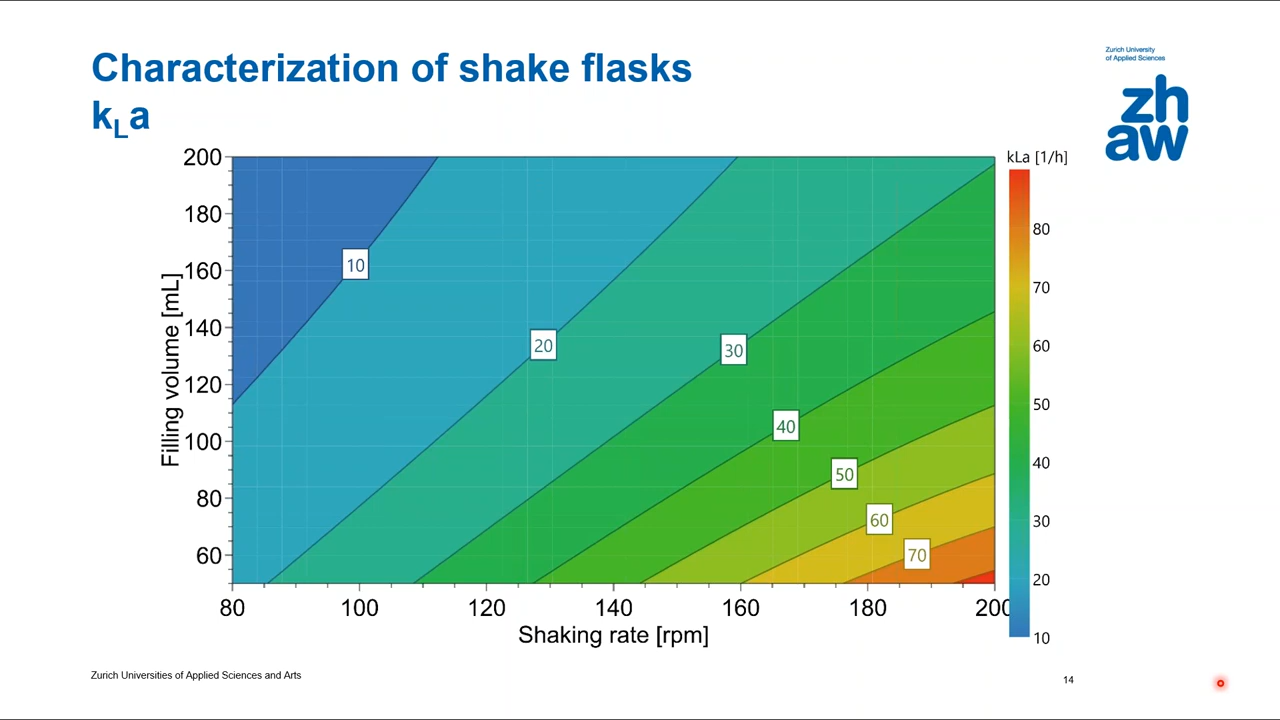 Characterization of shake flasks
kLa
Zurich University
of Applied Sciences
zh
aw
200
180
160
140
120
100
80
60
Filling volume [mL]
10
20
30
40
50
60
70
80 100 120 140 160 180 200
Shaking rate [rpm]
kLa [1/h]
80
70
60
50
40
30
20
10
Zurich Universities of Applied Sciences and Arts
14